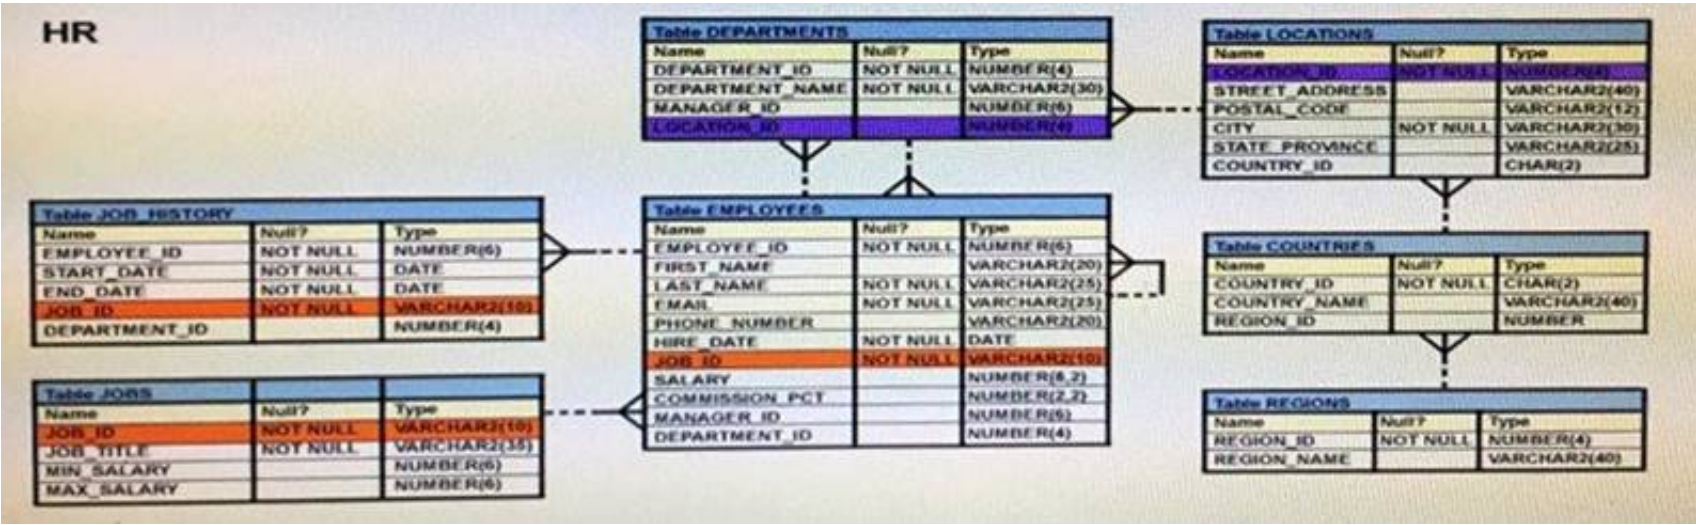 HR
Table DEPARTMENTS
Name Null? Type
DEPARTMENT_ID NOT NULL NUMBER(4)
DEPARTMENT_NAME NOT NULL VARCHAR2(30)
MANAGER_ID NUMBER(6)
LOCATION_ID NUMBER(4)
Table LOCATIONS
Name Null? Type
LOCATION_ID NOT NULL NUMBER(4)
STREET_ADDRESS VARCHAR2(40)
POSTAL_CODE VARCHAR2(12)
CITY NOT NULL VARCHAR2(30)
STATE_PROVINCE VARCHAR2(25)
COUNTRY_ID CHAR(2)
Table JOB_HISTORY
Name Null? Type
EMPLOYEE_ID NOT NULL NUMBER(6)
START_DATE NOT NULL DATE
END_DATE NOT NULL DATE
JOB_ID NOT NULL VARCHAR2(10)
DEPARTMENT_ID NUMBER(4)
Table EMPLOYEES
Name Null? Type
EMPLOYEE_ID NOT NULL NUMBER(6)
FIRST_NAME VARCHAR2(20)
LAST_NAME NOT NULL VARCHAR2(25)
EMAIL NOT NULL VARCHAR2(25)
PHONE_NUMBER VARCHAR2(20)
HIRE_DATE NOT NULL DATE
JOB_ID NOT NULL VARCHAR2(10)
SALARY NUMBER(8,2)
COMMISSION_PCT NUMBER(2,2)
MANAGER_ID NUMBER(6)
DEPARTMENT_ID NUMBER(4)
Table COUNTRIES
Name Null? Type
COUNTRY_ID NOT NULL CHAR(2)
COUNTRY_NAME VARCHAR2(40)
REGION_ID NUMBER
Table JOBS
Name Null? Type
JOB_ID NOT NULL VARCHAR2(10)
JOB_TITLE NOT NULL VARCHAR2(35)
MIN_SALARY NUMBER(6)
MAX_SALARY NUMBER(6)
Table REGIONS
Name Null? Type
REGION_ID NOT NULL NUMBER(4)
REGION_NAME VARCHAR2(40)